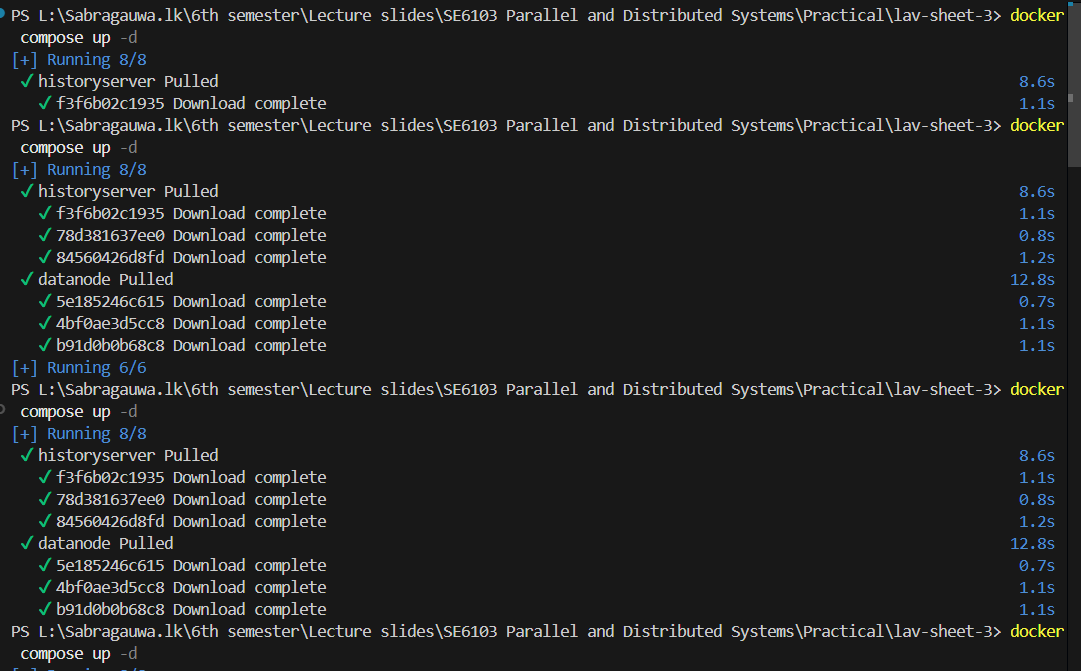 PS L:\Sabragauwa.lk\6th semester\Lecture slides\SE6103 Parallel and Distributed Systems\Practical\lav-sheet-3> docker
compose up -d
[+] Running 8/8
✔ historyserver Pulled 8.6s
✔ f3f6b02c1935 Download complete 1.1s
PS L:\Sabragauwa.lk\6th semester\Lecture slides\SE6103 Parallel and Distributed Systems\Practical\lav-sheet-3> docker
compose up -d
[+] Running 8/8
✔ historyserver Pulled 8.6s
✔ f3f6b02c1935 Download complete 1.1s
✔ 78d381637ee0 Download complete 0.8s
✔ 84560426d8fd Download complete 1.2s
✔ datanode Pulled 12.8s
✔ 5e185246c615 Download complete 0.7s
✔ 4bf0ae3d5cc8 Download complete 1.1s
✔ b91d0b0b68c8 Download complete 1.1s
[+] Running 6/6
PS L:\Sabragauwa.lk\6th semester\Lecture slides\SE6103 Parallel and Distributed Systems\Practical\lav-sheet-3> docker
compose up -d
[+] Running 8/8
✔ historyserver Pulled 8.6s
✔ f3f6b02c1935 Download complete 1.1s
✔ 78d381637ee0 Download complete 0.8s
✔ 84560426d8fd Download complete 1.2s
✔ datanode Pulled 12.8s
✔ 5e185246c615 Download complete 0.7s
✔ 4bf0ae3d5cc8 Download complete 1.1s
✔ b91d0b0b68c8 Download complete 1.1s
PS L:\Sabragauwa.lk\6th semester\Lecture slides\SE6103 Parallel and Distributed Systems\Practical\lav-sheet-3> docker
compose up -d